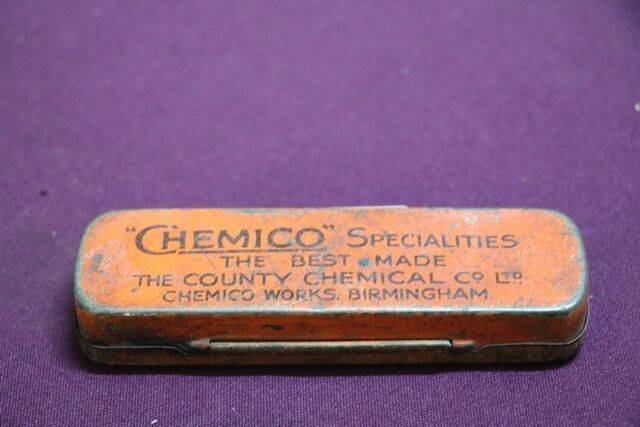 "CHEMICO" SPECIALITIES
THE BEST MADE
THE COUNTY CHEMICAL Co LTD
CHEMICO WORKS. BIRMINGHAM